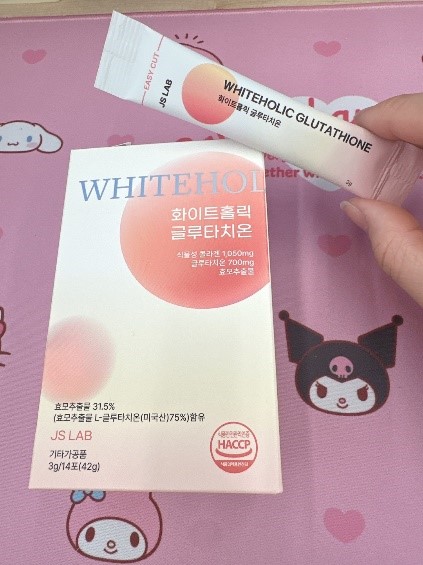 EASY CUT
JS LAB
WHITEHOLIC GLUTATHIONE
화이트홀릭 글루타치온
3g
ether w
WHITEHOL
화이트홀릭
글루타치온
식물성 콜라겐 1,050mg
글루타치온 700mg
효모추출물
효모추출물 31.5%
(효모추출물 L-글루타치온(미국산)75%)함유
JS LAB
기타가공품
3g/14포(42g)
HACCP